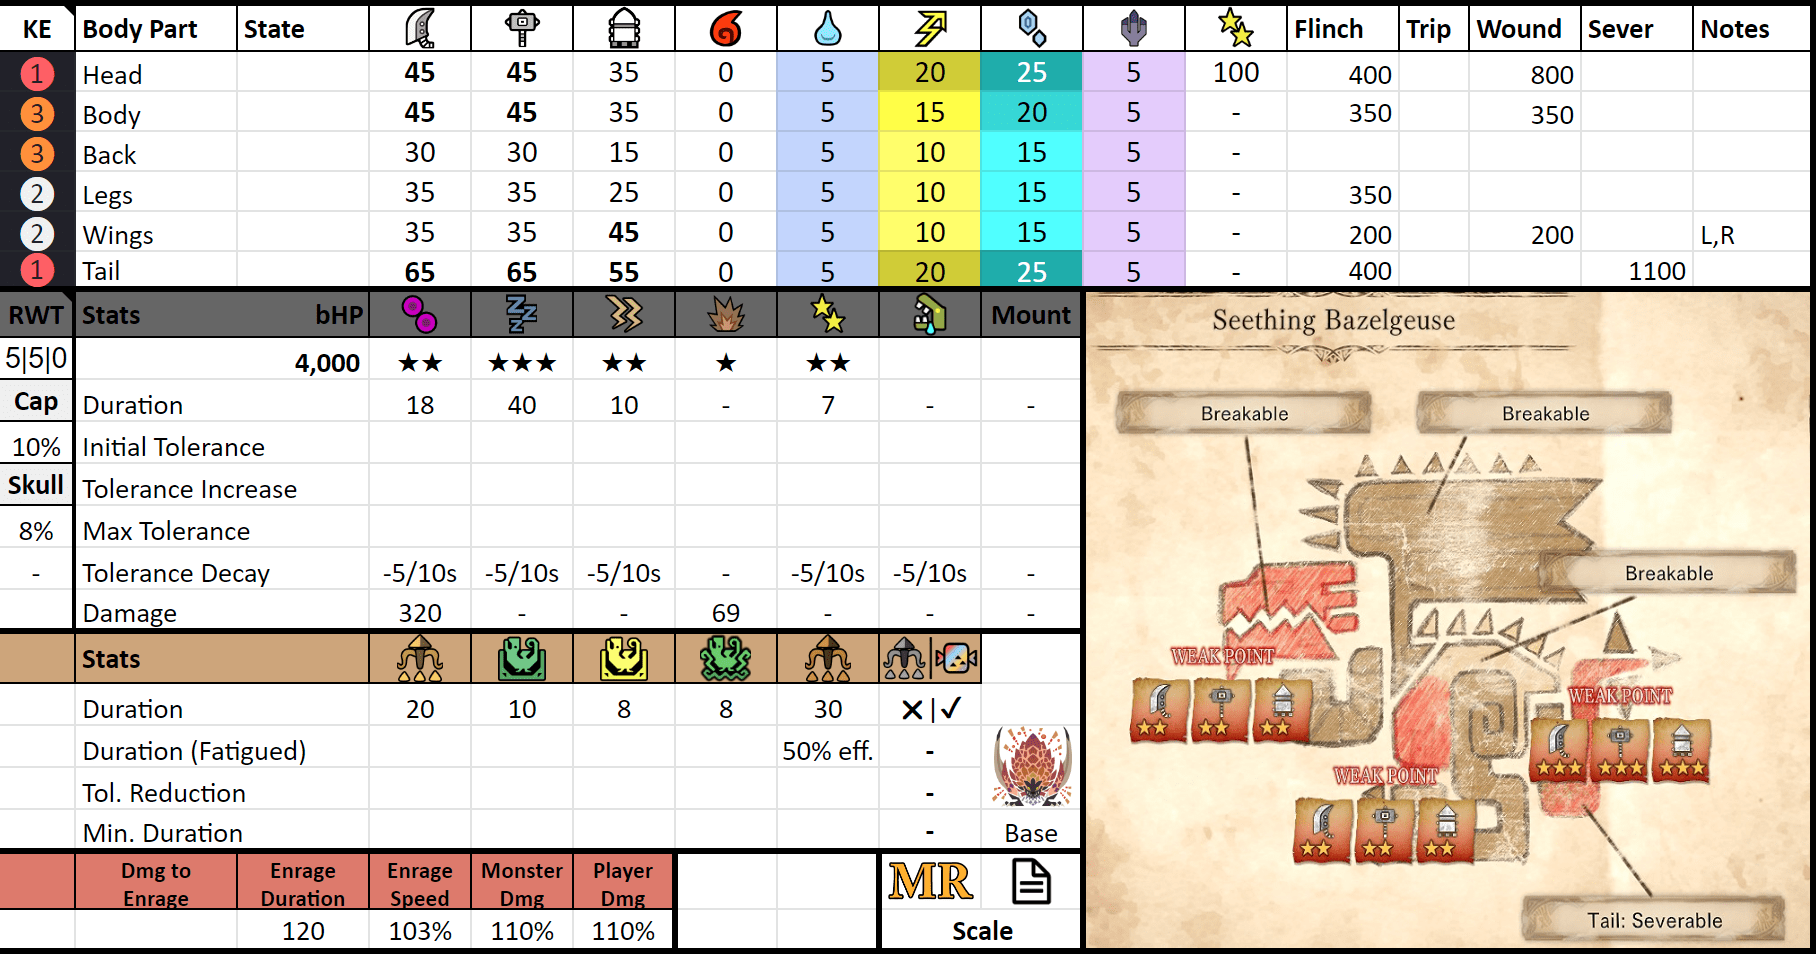 KE Body Part State Flinch Trip Wound Sever Notes
1 Head 45 45 35 0 5 20 25 5 100 400 800
3 Body 45 45 35 0 5 15 20 5 - 350 350
3 Back 30 30 15 0 5 10 15 5 -
2 Legs 35 35 25 0 5 10 15 5 - 350
2 Wings 35 35 45 0 5 10 15 5 - 200 200 L,R
1 Tail 65 65 55 0 5 20 25 5 - 400 1100
RWT Stats bHP Mount
5|5|0 4,000 ★★ ★★★ ★★ ★ ★★
Cap Duration 18 40 10 - 7 - -
10% Initial Tolerance
Skull Tolerance Increase
8% Max Tolerance
- Tolerance Decay -5/10s -5/10s -5/10s - -5/10s -5/10s -
Damage 320 - - 69 - - -
Stats
Duration 20 10 8 8 30 ✕|✓
Duration (Fatigued) 50% eff. -
Tol. Reduction -
Min. Duration - Base
Dmg to Enrage Enrage Monster Player MR
Enrage Duration Speed Dmg Dmg
120 103% 110% 110% Scale
Seething Bazelgeuse
Breakable Breakable
Breakable
WEAK POINT
WEAK POINT
WEAK POINT
Tail: Severable